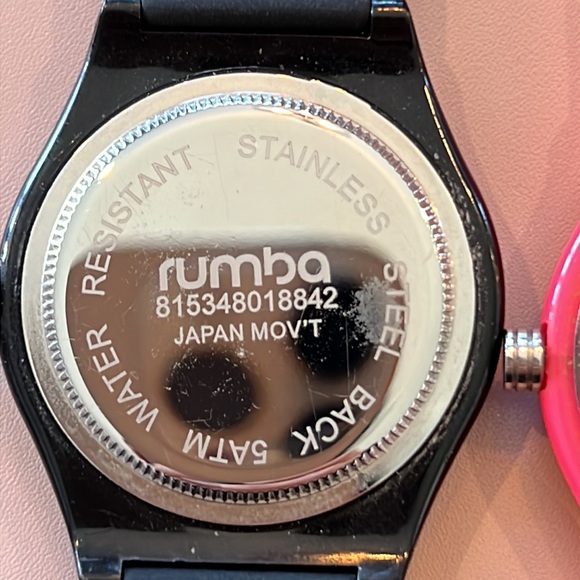 rumba
815348018842
JAPAN MOV'T
STAINLESS STEEL BACK 5ATM WATER RESISTANT